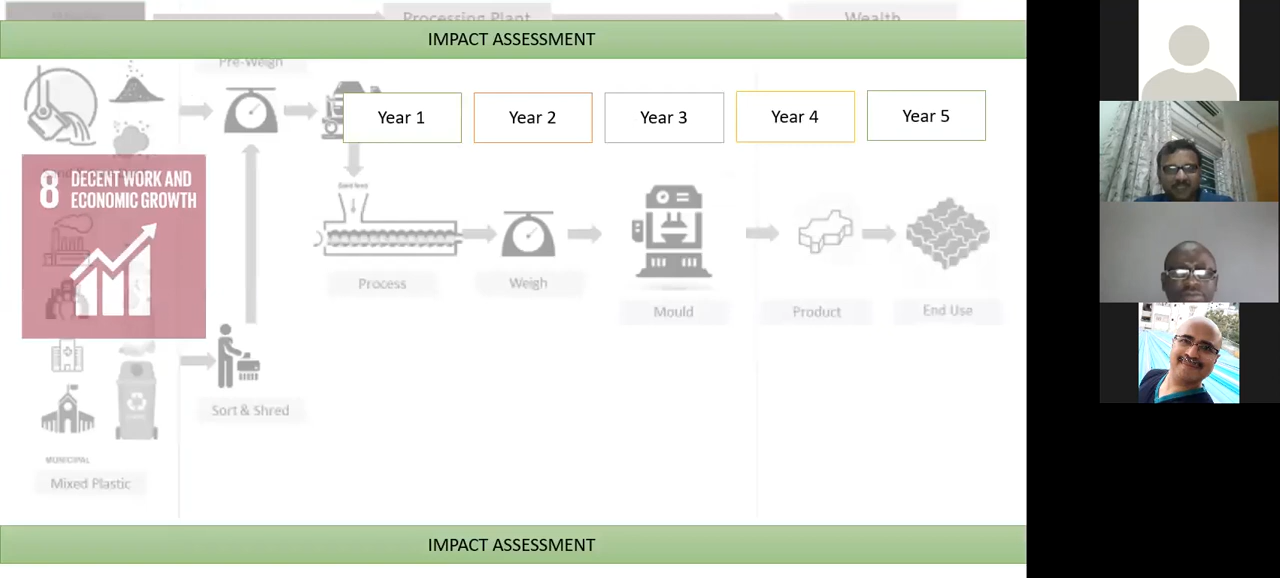 Processing Plant
Wealth
IMPACT ASSESSMENT
Pre-Weigh
Year 1
Year 2
Year 3
Year 4
Year 5
8 DECENT WORK AND
ECONOMIC GROWTH
Process
Weigh
Mould
Product
End Use
Sort & Shred
MUNICIPAL
Mixed Plastic
IMPACT ASSESSMENT